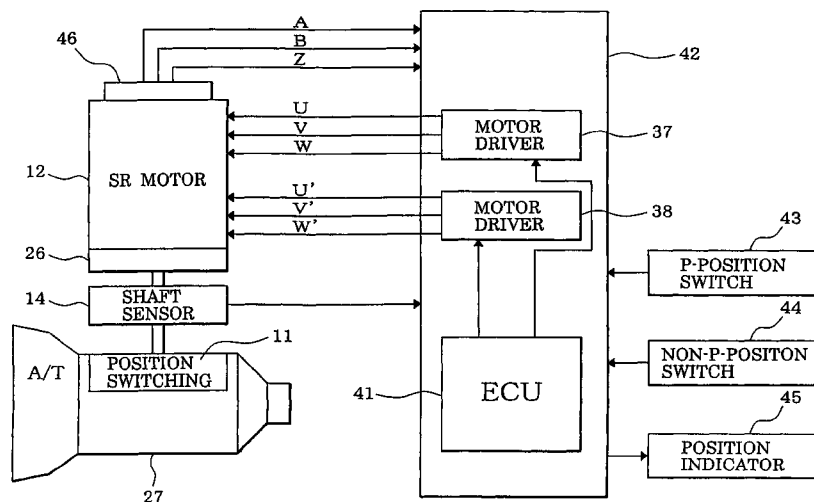 46
A
B
Z
42
U
V
W
MOTOR
DRIVER
37
12
SR MOTOR
U'
V'
W'
MOTOR
DRIVER
38
26
43
P-POSITION
SWITCH
14
SHAFT
SENSOR
44
NON-P-POSITON
SWITCH
A/T
POSITION
SWITCHING
11
41
ECU
45
POSITION
INDICATOR
27